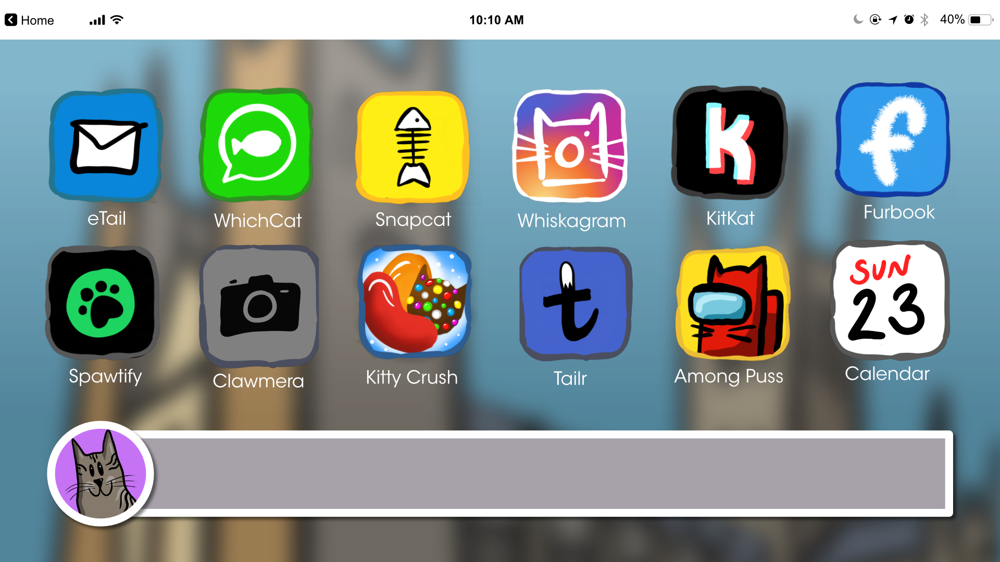 Home 10:10 AM 40%
eTail WhichCat Snapcat Whiskagram KitKat Furbook
SUN
23
Spawtify Clawmera Kitty Crush Tailr Among Puss Calendar